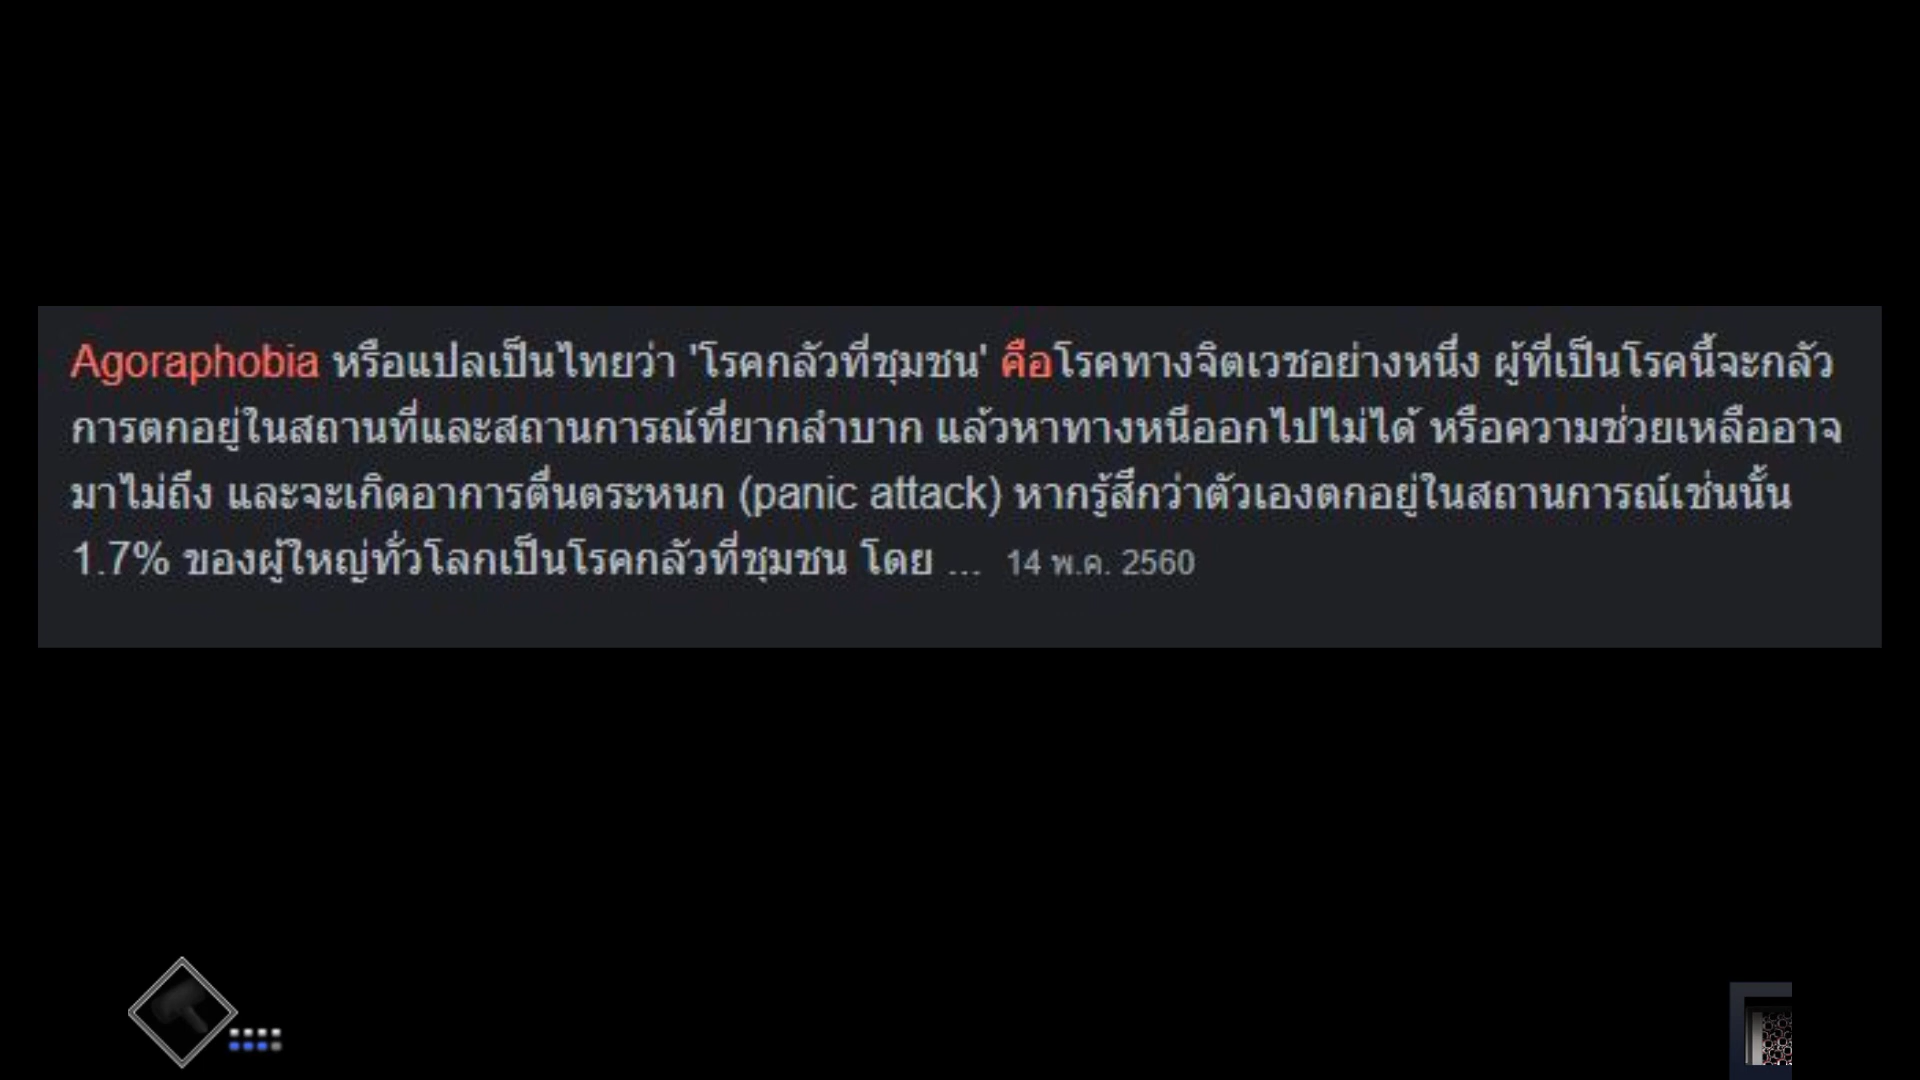 Agoraphobia หรือแปลเป็นไทยว่า 'โรคกลัวที่ชุมชน' คือโรคทางจิตเวชอย่างหนึ่ง ผู้ที่เป็นโรคนี้จะกลัว
การตกอยู่ในสถานที่และสถานการณ์ที่ยากลำบาก แล้วหาทางหนีออกไปไม่ได้ หรือความช่วยเหลืออาจ
มาไม่ถึง และจะเกิดอาการตื่นตระหนก (panic attack) หากรู้สึกว่าตัวเองตกอยู่ในสถานการณ์เช่นนั้น
1.7% ของผู้ใหญ่ทั่วโลกเป็นโรคกลัวที่ชุมชน โดย ... 14 พ.ค. 2560